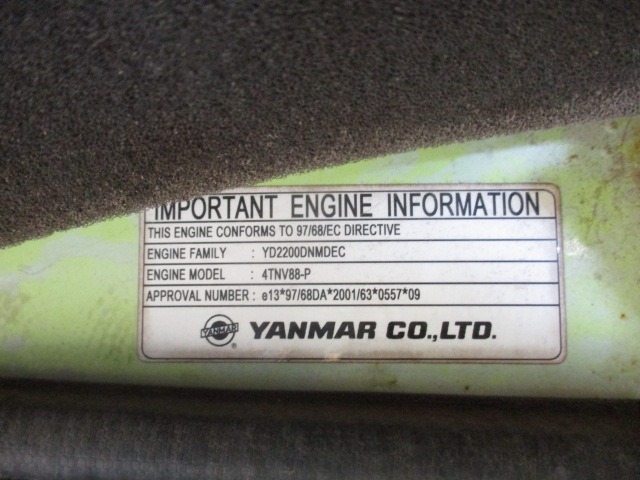 IMPORTANT ENGINE INFORMATION
THIS ENGINE CONFORMS TO 97/68/EC DIRECTIVE
ENGINE FAMILY : YD2200DNMDEC
ENGINE MODEL : 4TNV88-P
APPROVAL NUMBER : e13*97/68DA*2001/63*0557*09
YANMAR YANMAR CO.,LTD.